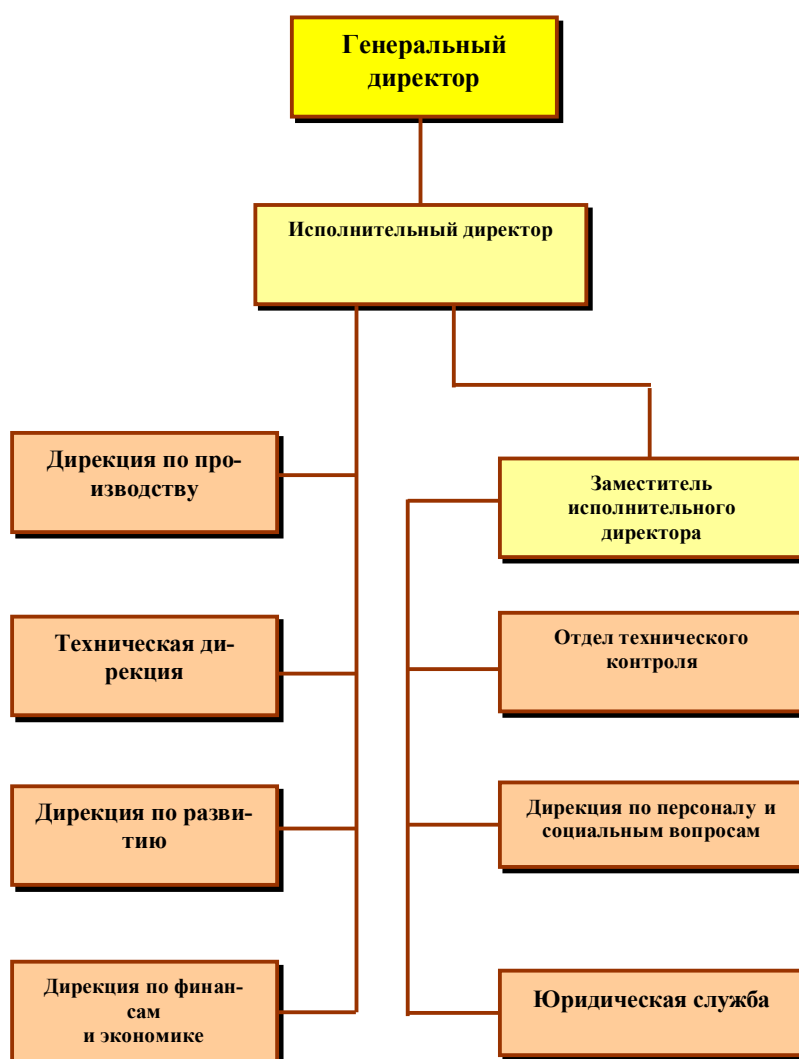 Генеральный
директор
Исполнительный директор
Дирекция по про-
изводству
Заместитель
исполнительного
директора
Техническая ди-
рекция
Отдел технического
контроля
Дирекция по разви-
тию
Дирекция по персоналу и
социальным вопросам
Дирекция по финан-
сам
и экономике
Юридическая служба